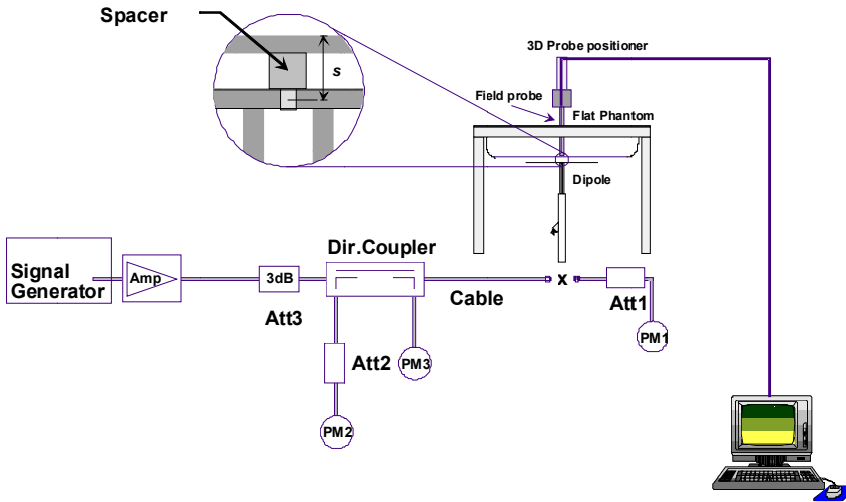 Spacer
s
3D Probe positioner
Field probe
Flat Phantom
Dipole
Signal
Generator
Amp
3dB
Att3
Dir.Coupler
Cable
x
Att1
PM1
Att2
PM3
PM2